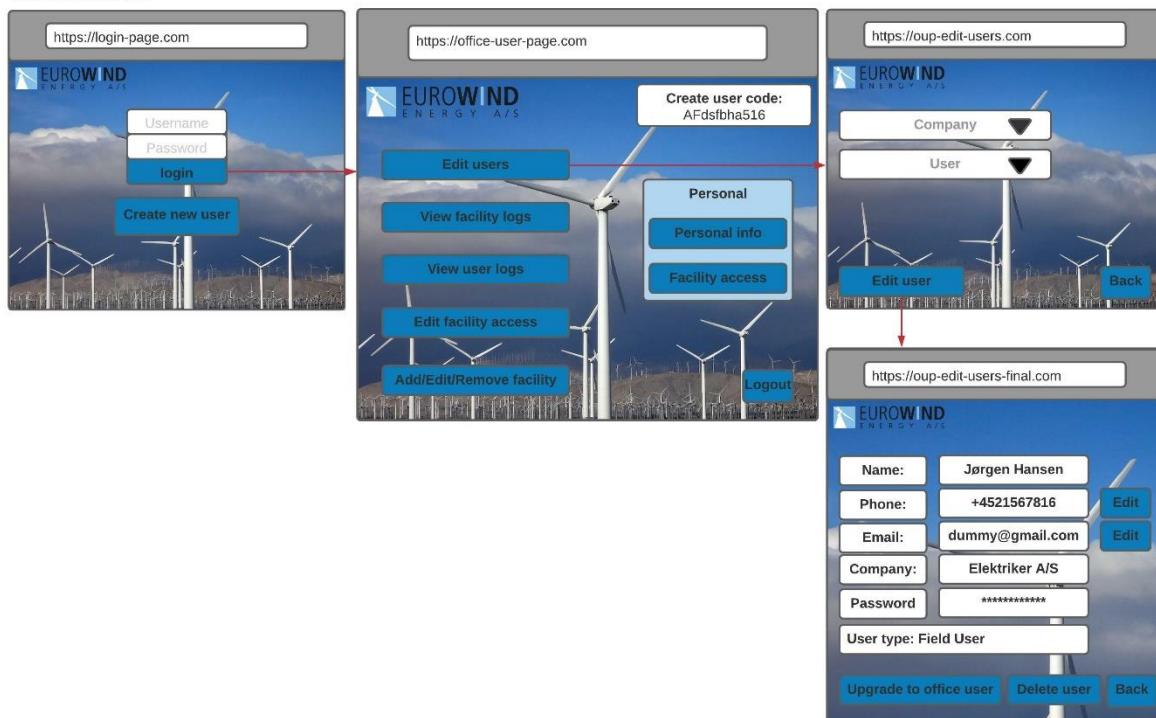 https://login-page.com
EUROWIND
ENERGY A/S
Username
Password
login
Create new user
https://office-user-page.com
EUROWIND
ENERGY A/S
Create user code:
AFdsfbha516
Edit users
View facility logs
View user logs
Edit facility access
Add/Edit/Remove facility
Personal
Personal info
Facility access
Logout
https://oup-edit-users.com
EUROWIND
ENERGY A/S
Company
User
Edit user
Back
https://oup-edit-users-final.com
EUROWIND
ENERGY A/S
Name: Jørgen Hansen
Phone: +4521567816 Edit
Email: dummy@gmail.com Edit
Company: Elektriker A/S
Password ************
User type: Field User
Upgrade to office user Delete user Back